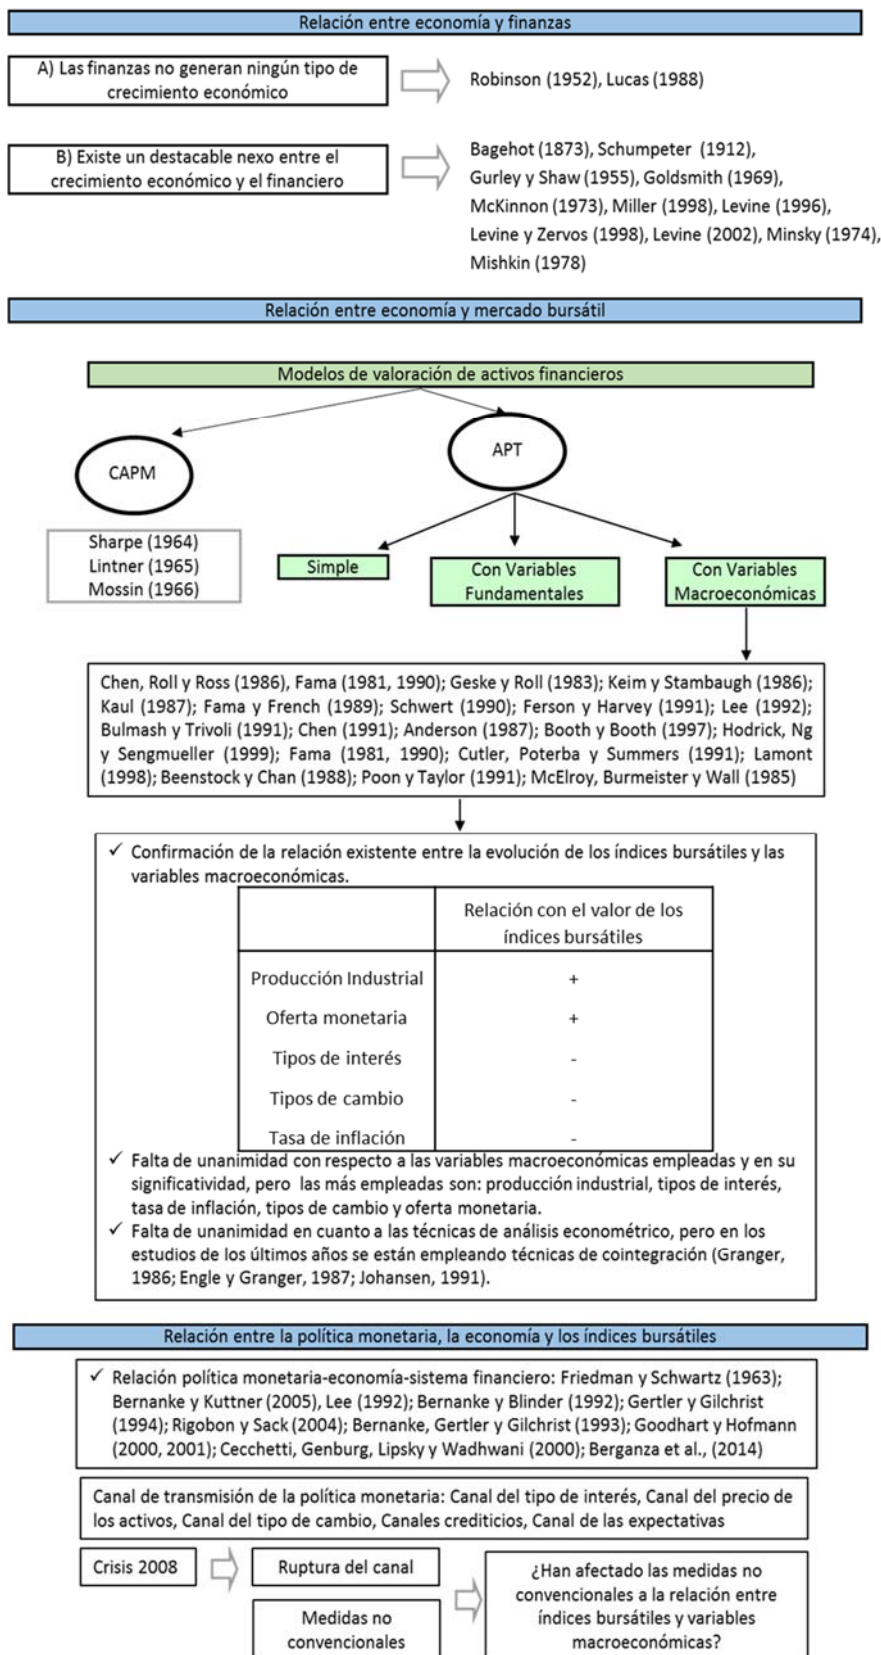 Relación entre economía y finanzas
A) Las finanzas no generan ningún tipo de
crecimiento económico
Robinson (1952), Lucas (1988)
B) Existe un destacable nexo entre el
crecimiento económico y el financiero
Bagehot (1873), Schumpeter (1912),
Gurley y Shaw (1955), Goldsmith (1969),
McKinnon (1973), Miller (1998), Levine (1996),
Levine y Zervos (1998), Levine (2002), Minsky (1974),
Mishkin (1978)
Relación entre economía y mercado bursátil
Modelos de valoración de activos financieros
CAPM
APT
Sharpe (1964)
Lintner (1965)
Mossin (1966)
Simple
Con Variables
Fundamentales
Con Variables
Macroeconómicas
Chen, Roll y Ross (1986), Fama (1981, 1990); Geske y Roll (1983); Keim y Stambaugh (1986);
Kaul (1987); Fama y French (1989); Schwert (1990); Ferson y Harvey (1991); Lee (1992);
Bulmash y Trivoli (1991); Chen (1991); Anderson (1987); Booth y Booth (1997); Hodrick, Ng
y Sengmueller (1999); Fama (1981, 1990); Cutler, Poterba y Summers (1991); Lamont
(1998); Beenstock y Chan (1988); Poon y Taylor (1991); McElroy, Burmeister y Wall (1985)
✓ Confirmación de la relación existente entre la evolución de los índices bursátiles y las
variables macroeconómicas.
Relación con el valor de los
índices bursátiles
Producción Industrial +
Oferta monetaria +
Tipos de interés -
Tipos de cambio -
Tasa de inflación -
✓ Falta de unanimidad con respecto a las variables macroeconómicas empleadas y en su
significatividad, pero las más empleadas son: producción industrial, tipos de interés,
tasa de inflación, tipos de cambio y oferta monetaria.
✓ Falta de unanimidad en cuanto a las técnicas de análisis econométrico, pero en los
estudios de los últimos años se están empleando técnicas de cointegración (Granger,
1986; Engle y Granger, 1987; Johansen, 1991).
Relación entre la política monetaria, la economía y los índices bursátiles
✓ Relación política monetaria-economía-sistema financiero: Friedman y Schwartz (1963);
Bernanke y Kuttner (2005), Lee (1992); Bernanke y Blinder (1992); Gertler y Gilchrist
(1994); Rigobon y Sack (2004); Bernanke, Gertler y Gilchrist (1993); Goodhart y Hofmann
(2000, 2001); Cecchetti, Genburg, Lipsky y Wadhwani (2000); Berganza et al., (2014)
Canal de transmisión de la política monetaria: Canal del tipo de interés, Canal del precio de
los activos, Canal del tipo de cambio, Canales crediticios, Canal de las expectativas
Crisis 2008
Ruptura del canal
Medidas no
convencionales
¿Han afectado las medidas no
convencionales a la relación entre
índices bursátiles y variables
macroeconómicas?